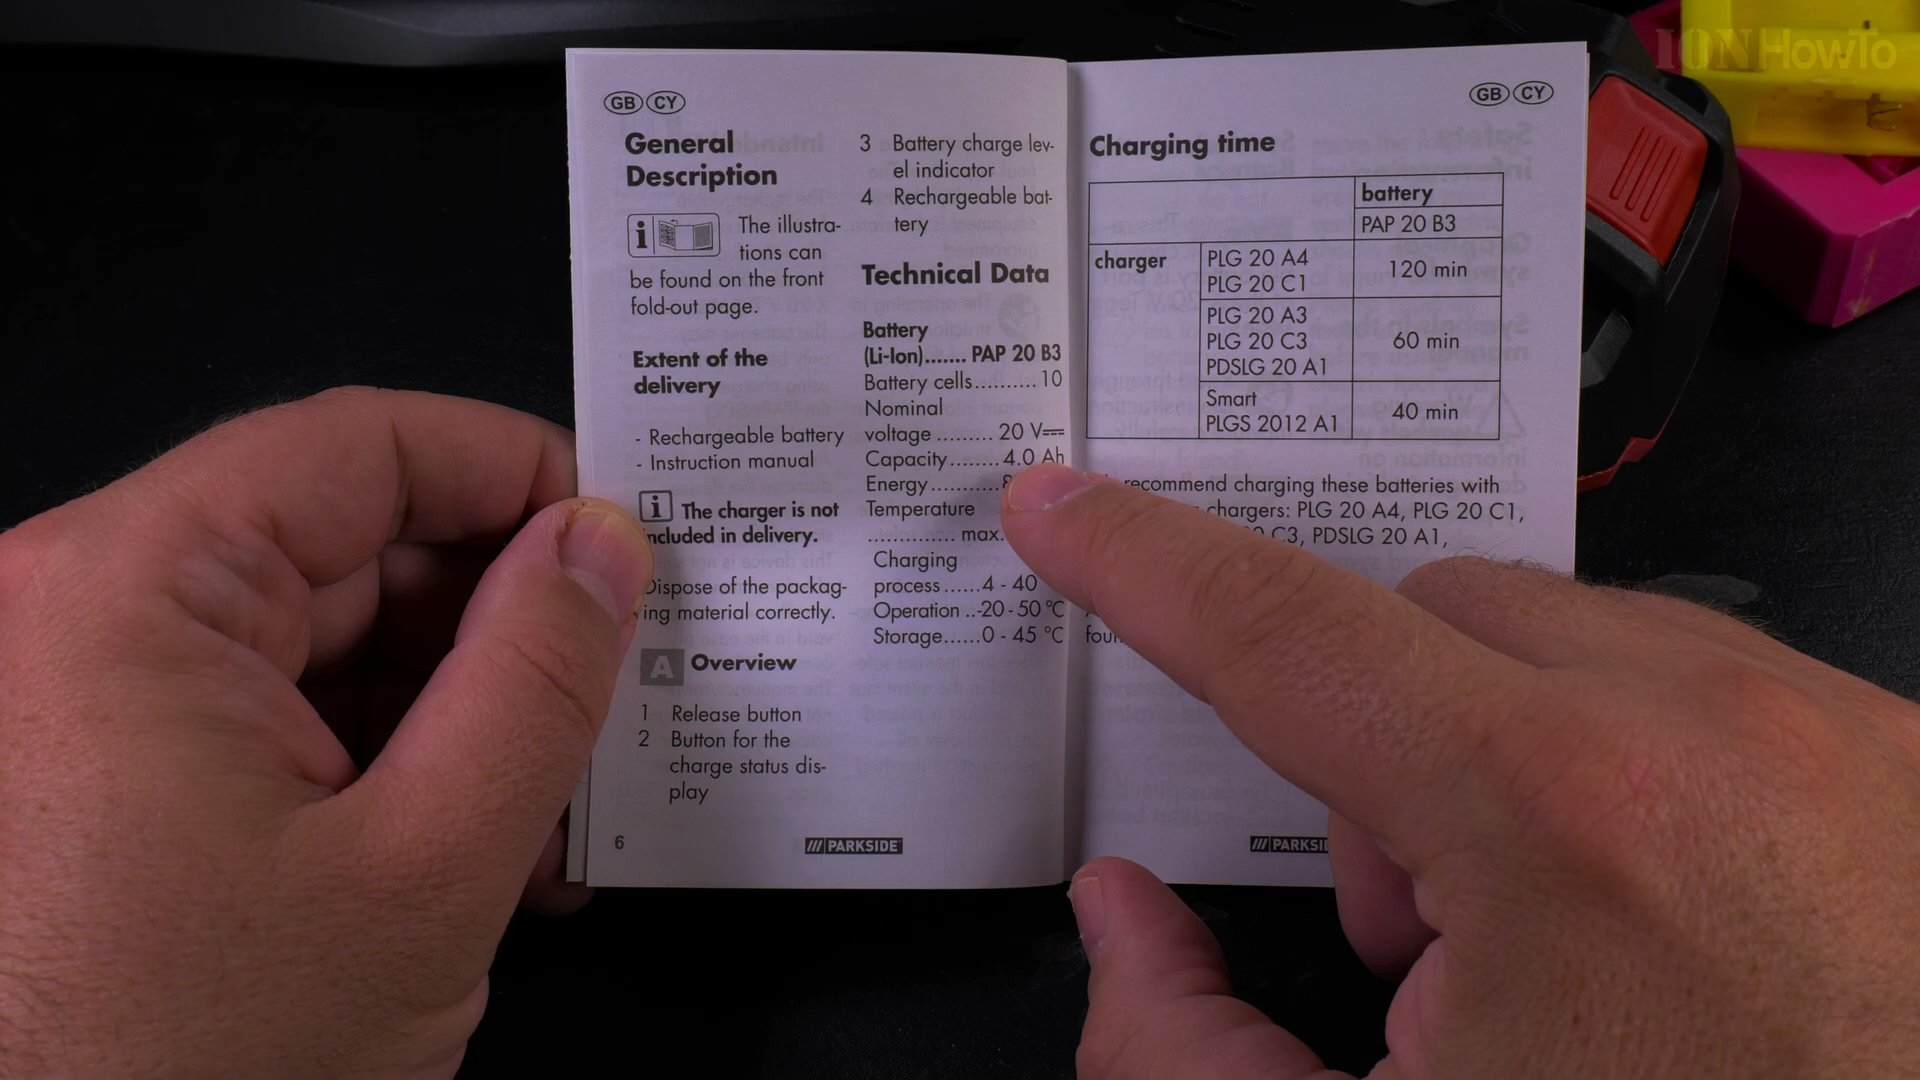 IONHowTo
GB CY
General
Description
i The illustra-
tions can
be found on the front
fold-out page.
Extent of the
delivery
- Rechargeable battery
- Instruction manual
i The charger is not
included in delivery.
Dispose of the packag-
ing material correctly.
A Overview
1 Release button
2 Button for the
charge status dis-
play
3 Battery charge lev-
el indicator
4 Rechargeable bat-
tery
Technical Data
Battery
(Li-Ion)....... PAP 20 B3
Battery cells..........10
Nominal
voltage ......... 20 V⎓
Capacity........4.0 Ah
Energy...........
Temperature
.............. max.
Charging
process......4 - 40
Operation ..-20 - 50 °C
Storage......0 - 45 °C
6
/// PARKSIDE
GB CY
Charging time
battery
PAP 20 B3
charger
PLG 20 A4
PLG 20 C1
120 min
PLG 20 A3
PLG 20 C3
PDSLG 20 A1
60 min
Smart
PLGS 2012 A1
40 min
recommend charging these batteries with
chargers: PLG 20 A4, PLG 20 C1,
C3, PDSLG 20 A1,